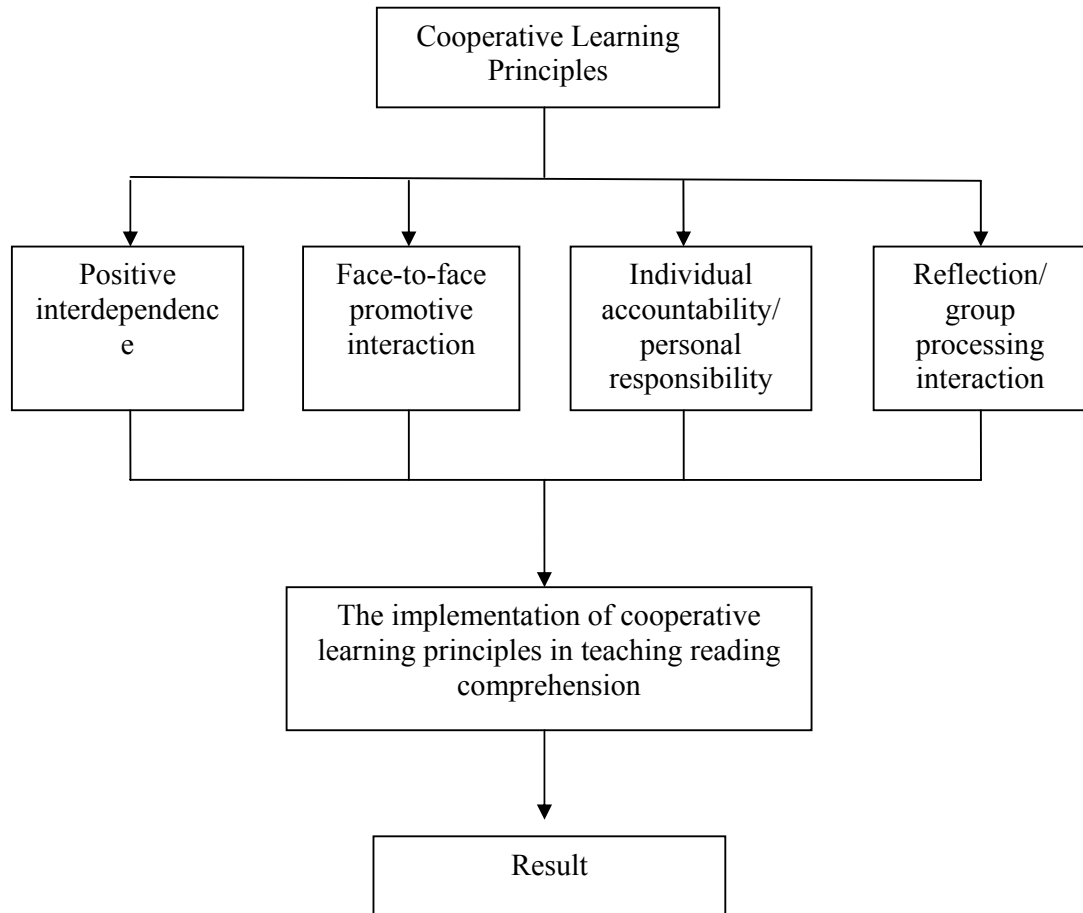 Cooperative Learning
Principles
Positive
interdependenc
e
Face-to-face
promotive
interaction
Individual
accountability/
personal
responsibility
Reflection/
group
processing
interaction
The implementation of cooperative
learning principles in teaching reading
comprehension
Result